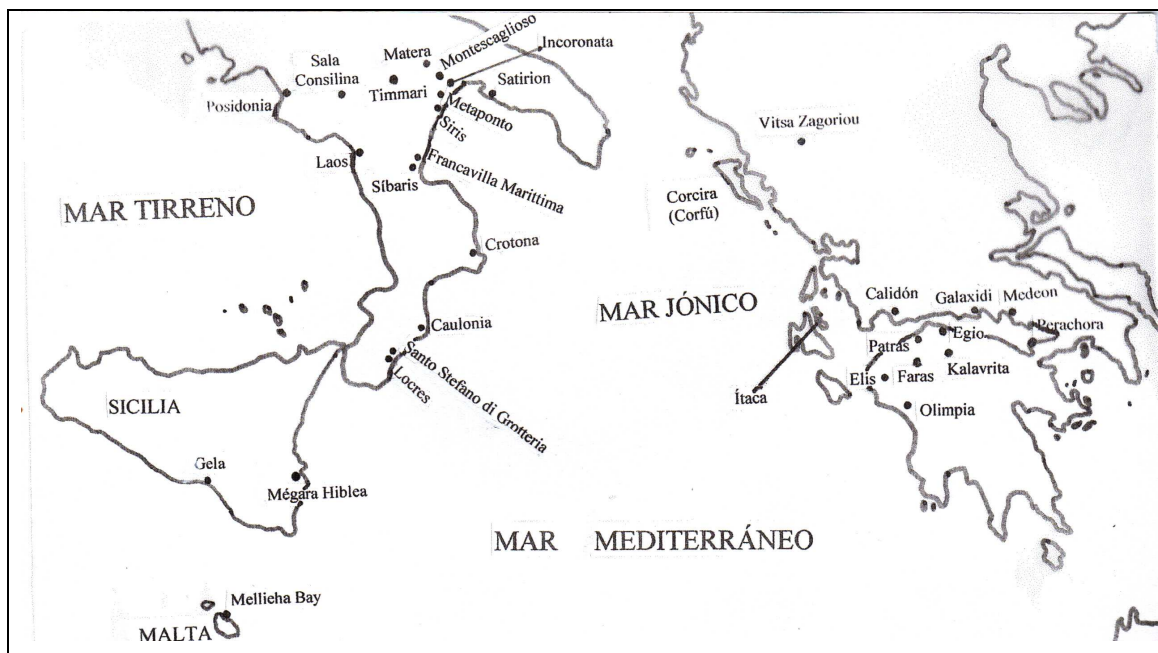 Montescaglioso
Incoronata
Matera
Sala
Consilina
Timmari
Satirion
Posidonia
Metaponto
Siris
Laos
Francavilla Marittima
Síbaris
MAR TIRRENO
Crotona
Caulonia
Santo Stefano di Grotteria
Locres
SICILIA
Gela
Mégara Hiblea
Mellieha Bay
MALTA
Vitsa Zagoriou
Corcira
(Corfú)
MAR JÓNICO
Calidón
Galaxidi
Medeon
Perachora
Patrás
Egio
Elis
Faras
Kalavrita
Ítaca
Olimpia
MAR MEDITERRÁNEO